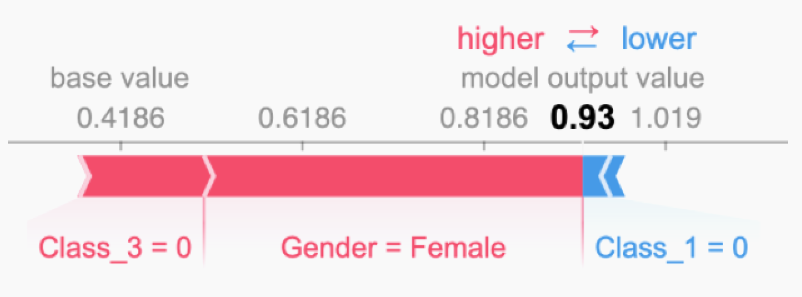 higher ⇄ lower
base value model output value
0.4186 0.6186 0.8186 0.93 1.019
Class_3 = 0 Gender = Female Class_1 = 0